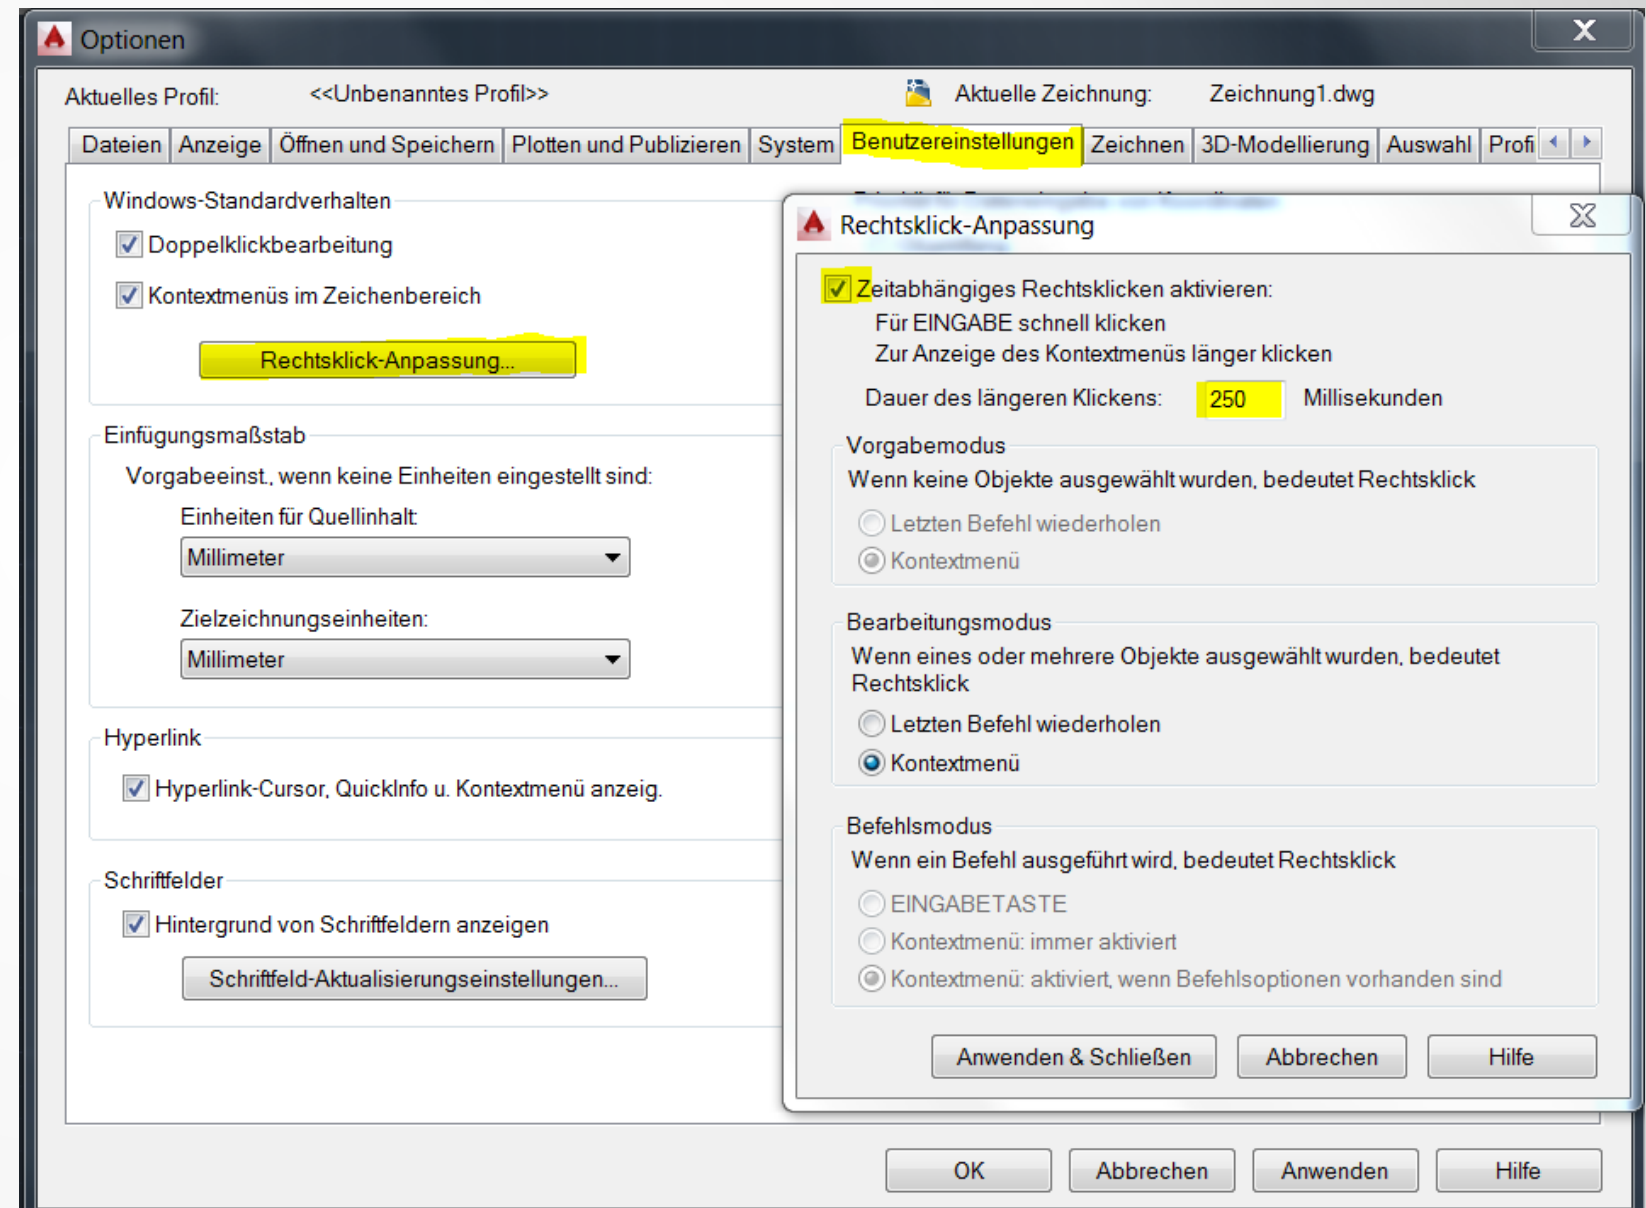 Optionen
X
Aktuelles Profil:
<<Unbenanntes Profil>>
Aktuelle Zeichnung:
Zeichnung1.dwg
Dateien
Anzeige
Öffnen und Speichern
Plotten und Publizieren
System
Benutzereinstellungen
Zeichnen
3D-Modellierung
Auswahl
Profi
Windows-Standardverhalten
Doppelklickbearbeitung
Kontextmenüs im Zeichenbereich
Rechtsklick-Anpassung...
Einfügungsmaßstab
Vorgabeeinst., wenn keine Einheiten eingestellt sind:
Einheiten für Quellinhalt:
Millimeter
Zielzeichnungseinheiten:
Millimeter
Hyperlink
Hyperlink-Cursor, QuickInfo u. Kontextmenü anzeig.
Schriftfelder
Hintergrund von Schriftfeldern anzeigen
Schriftfeld-Aktualisierungseinstellungen...
Rechtsklick-Anpassung
X
Zeitabhängiges Rechtsklicken aktivieren:
Für EINGABE schnell klicken
Zur Anzeige des Kontextmenüs länger klicken
Dauer des längeren Klickens:
250
Millisekunden
Vorgabemodus
Wenn keine Objekte ausgewählt wurden, bedeutet Rechtsklick
Letzten Befehl wiederholen
Kontextmenü
Bearbeitungsmodus
Wenn eines oder mehrere Objekte ausgewählt wurden, bedeutet
Rechtsklick
Letzten Befehl wiederholen
Kontextmenü
Befehlsmodus
Wenn ein Befehl ausgeführt wird, bedeutet Rechtsklick
EINGABETASTE
Kontextmenü: immer aktiviert
Kontextmenü: aktiviert, wenn Befehlsoptionen vorhanden sind
Anwenden & Schließen
Abbrechen
Hilfe
OK
Abbrechen
Anwenden
Hilfe